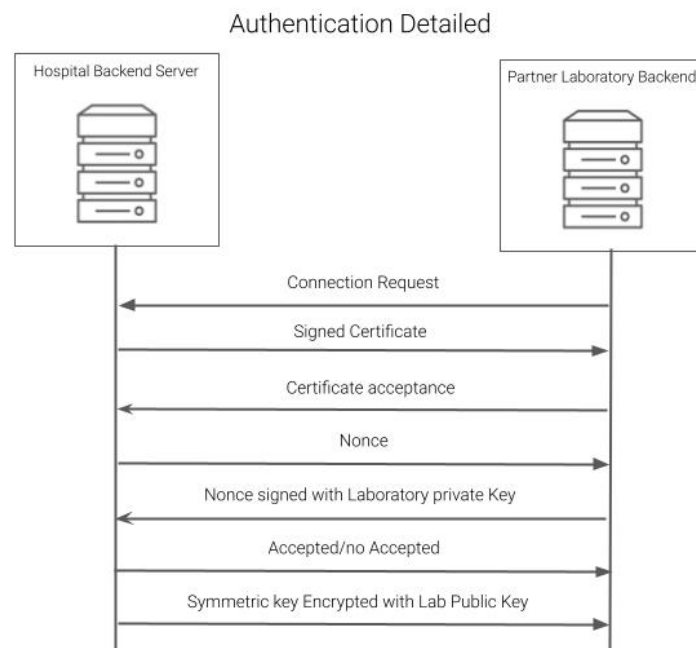 Authentication Detailed
Hospital Backend Server
Partner Laboratory Backend
Connection Request
Signed Certificate
Certificate acceptance
Nonce
Nonce signed with Laboratory private Key
Accepted/no Accepted
Symmetric key Encrypted with Lab Public Key